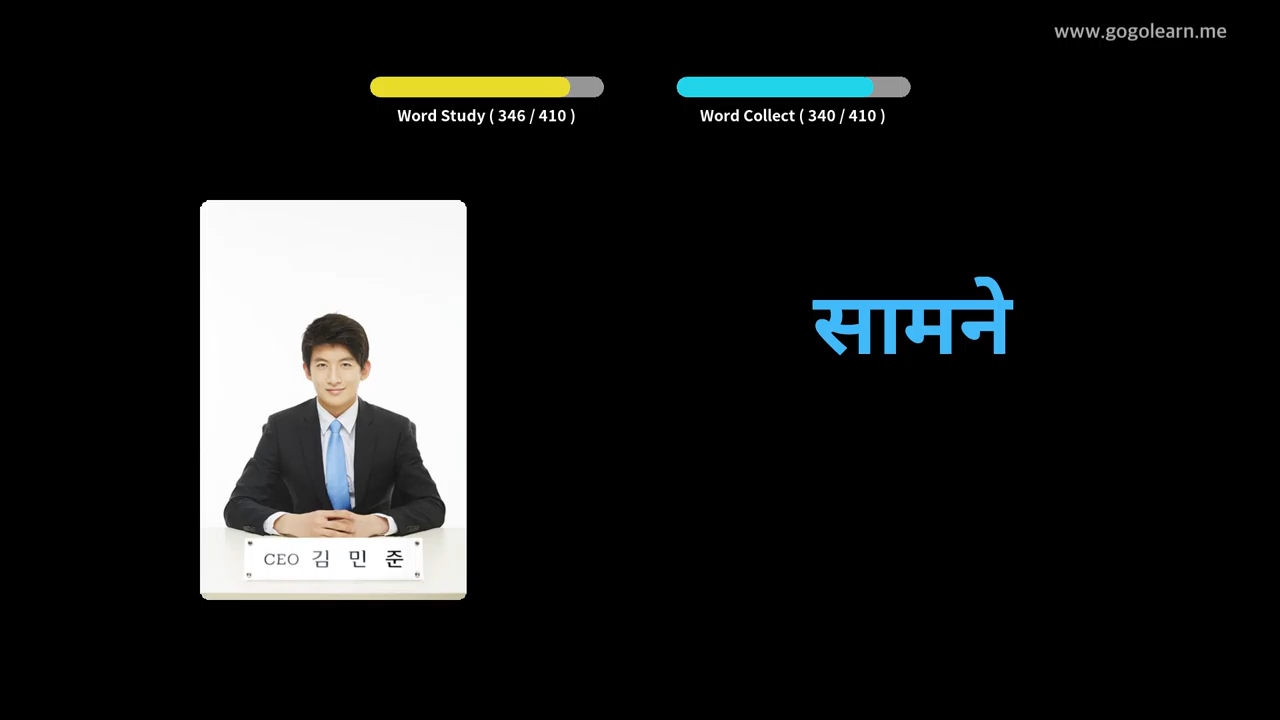 www.gogolearn.me
Word Study ( 346 / 410 )
Word Collect ( 340 / 410 )
सामने
CEO 김 민 준